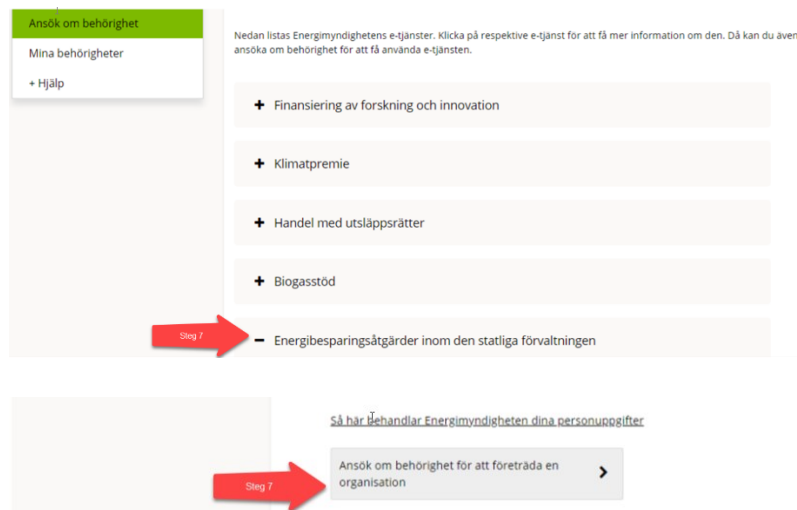 Ansök om behörighet
Mina behörigheter
+ Hjälp
Nedan listas Energimyndighetens e-tjänster. Klicka på respektive e-tjänst för att få mer information om den. Då kan du även
ansöka om behörighet för att få använda e-tjänsten.
+ Finansiering av forskning och innovation
+ Klimatpremie
+ Handel med utsläppsrätter
+ Biogasstöd
Steg 7
− Energibesparingsåtgärder inom den statliga förvaltningen
Så här behandlar Energimyndigheten dina personuppgifter
Ansök om behörighet för att företräda en
organisation
Steg 7